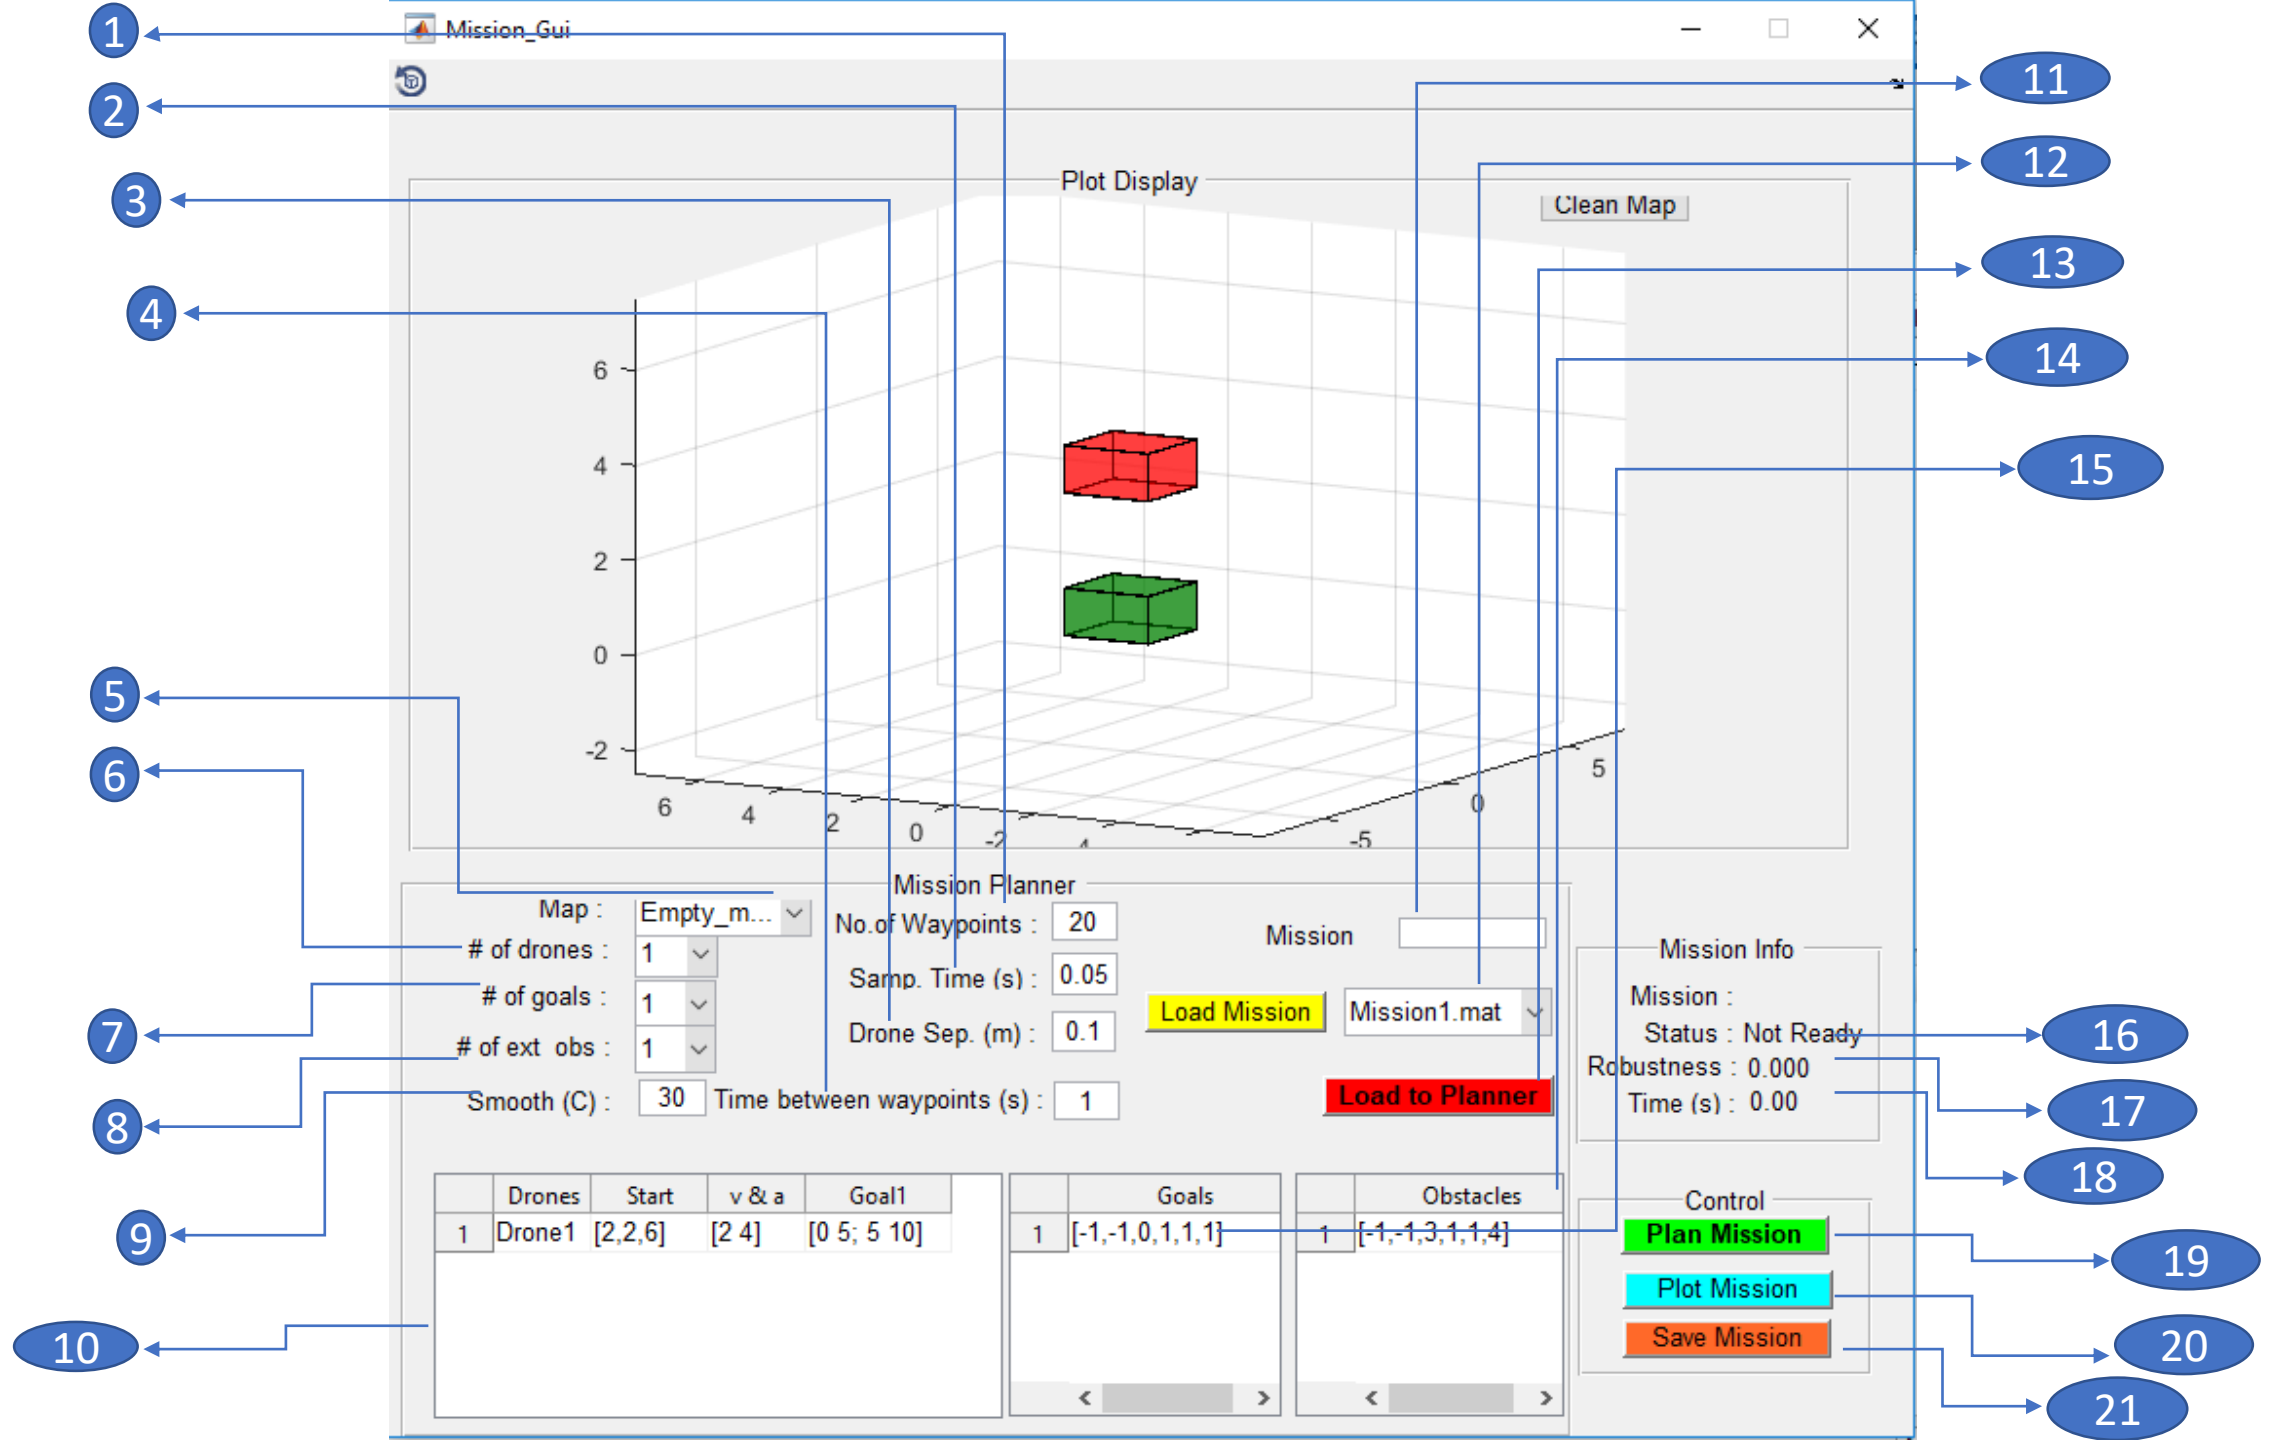 1
Mission_Gui
2
11
12
Plot Display
3
Clean Map
13
4
14
6
4
15
2
0
5
-2
6
5
6 4 2 0 -2 -4
-5 0
Mission Planner
Map : Empty_m...
No.of Waypoints : 20
Mission
# of drones : 1
Samp. Time (s) : 0.05
# of goals : 1
Load Mission Mission1.mat
Drone Sep. (m) : 0.1
# of ext obs : 1
Smooth (C) : 30 Time between waypoints (s) : 1
Load to Planner
Mission Info
Mission :
Status : Not Ready
Robustness : 0.000
Time (s) : 0.00
7
8
9
10
16
17
18
Drones Start v & a Goal1
1 Drone1 [2,2,6] [2 4] [0 5; 5 10]
Goals
1 [-1,-1,0,1,1,1]
Obstacles
1 [-1,-1,3,1,1,4]
Control
Plan Mission
Plot Mission
Save Mission
19
20
21